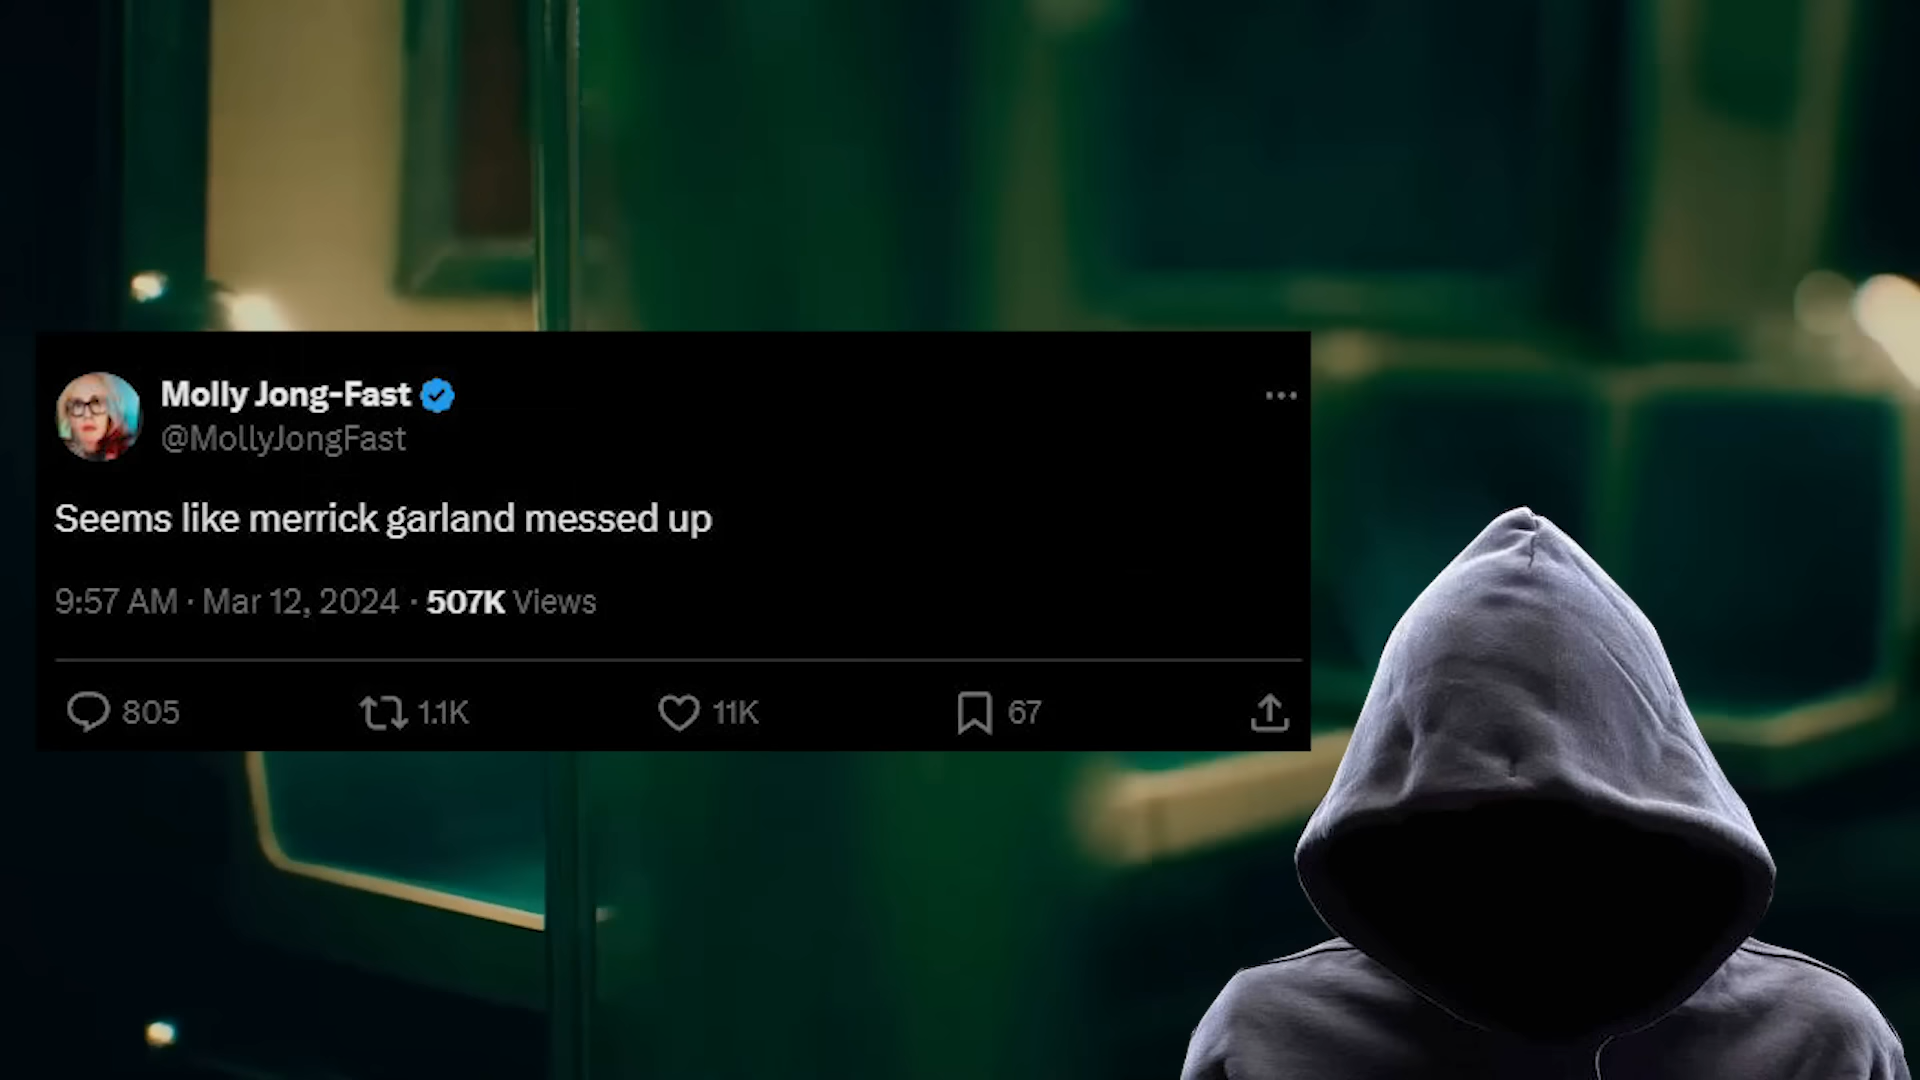 Molly Jong-Fast
@MollyJongFast
Seems like merrick garland messed up
9:57 AM · Mar 12, 2024 · 507K Views
805 1.1K 11K 67